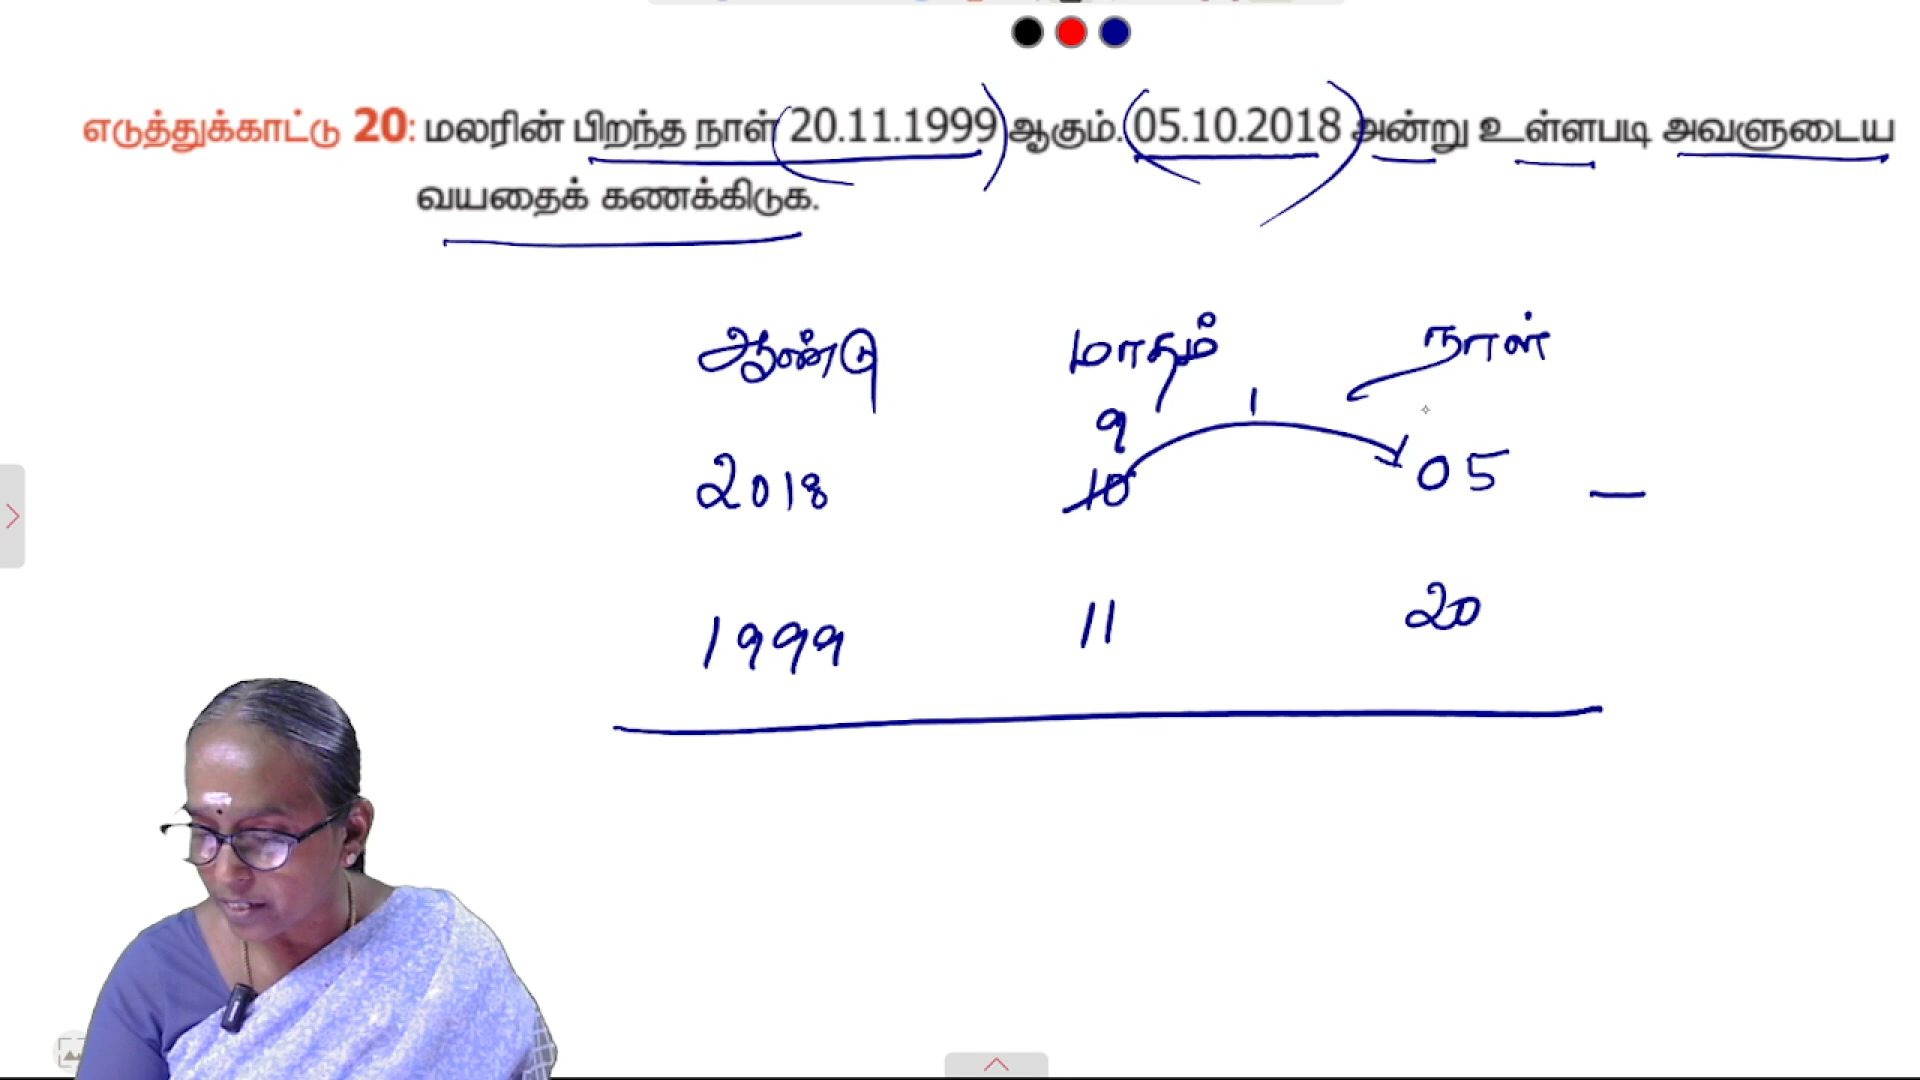 எடுத்துக்காட்டு 20: மலரின் பிறந்த நாள் 20.11.1999 ஆகும். 05.10.2018 அன்று உள்ளபடி அவளுடைய
வயதைக் கணக்கிடுக.
ஆண்டு மாதம் நாள்
9 1
2018 10 05 –
1999 11 20